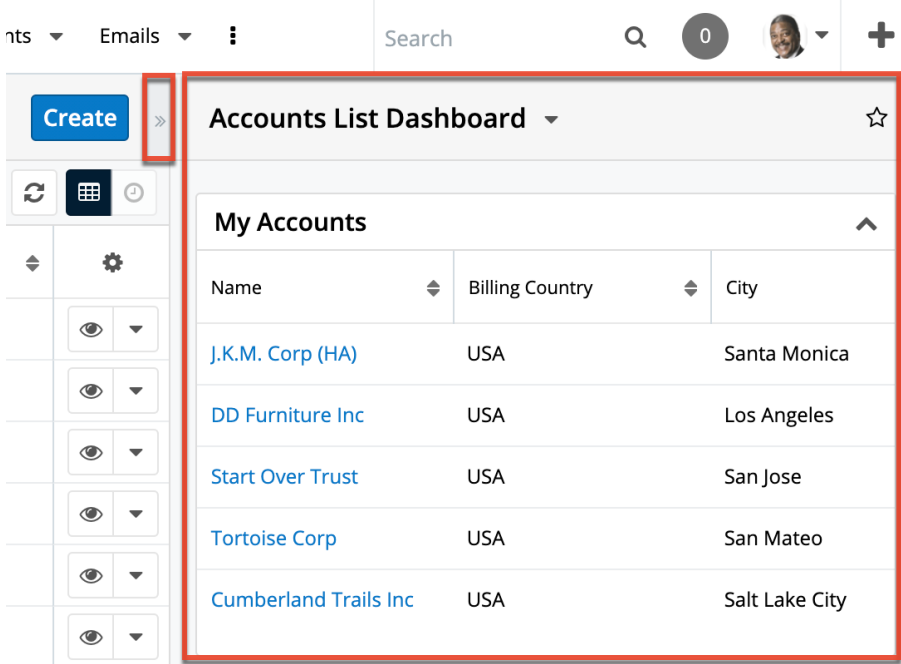 nts Emails Search 0
Create » Accounts List Dashboard
My Accounts
Name Billing Country City
J.K.M. Corp (HA) USA Santa Monica
DD Furniture Inc USA Los Angeles
Start Over Trust USA San Jose
Tortoise Corp USA San Mateo
Cumberland Trails Inc USA Salt Lake City